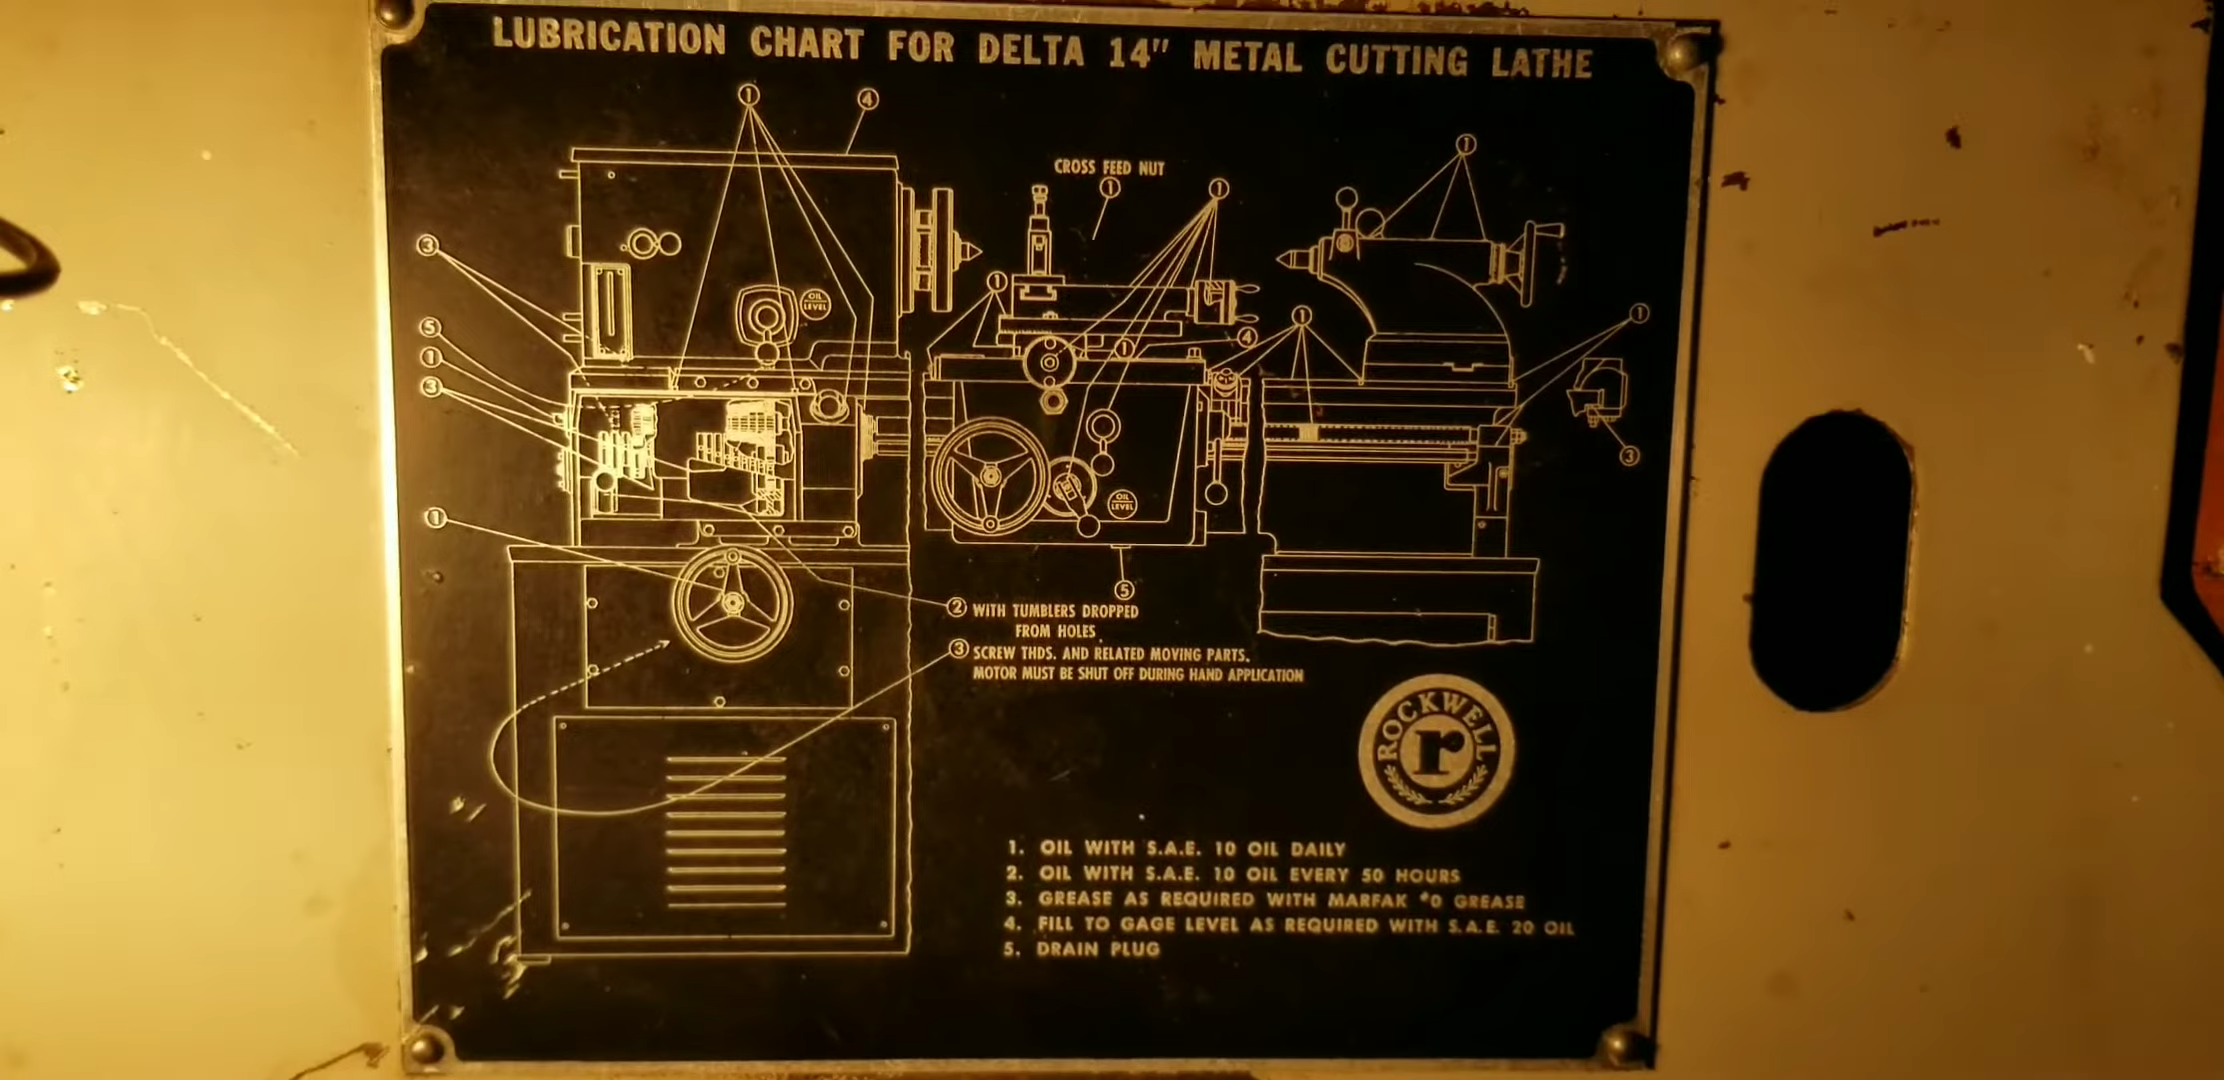 LUBRICATION CHART FOR DELTA 14" METAL CUTTING LATHE
1
4
1
CROSS FEED NUT
1
1
3
1
OIL
LEVEL
1
1
5
4
1
1
3
3
1
OIL
LEVEL
5
2 WITH TUMBLERS DROPPED
FROM HOLES
3 SCREW THDS. AND RELATED MOVING PARTS.
MOTOR MUST BE SHUT OFF DURING HAND APPLICATION
ROCKWELL
r
1. OIL WITH S.A.E. 10 OIL DAILY
2. OIL WITH S.A.E. 10 OIL EVERY 50 HOURS
3. GREASE AS REQUIRED WITH MARFAK #0 GREASE
4. FILL TO GAGE LEVEL AS REQUIRED WITH S.A.E. 20 OIL
5. DRAIN PLUG